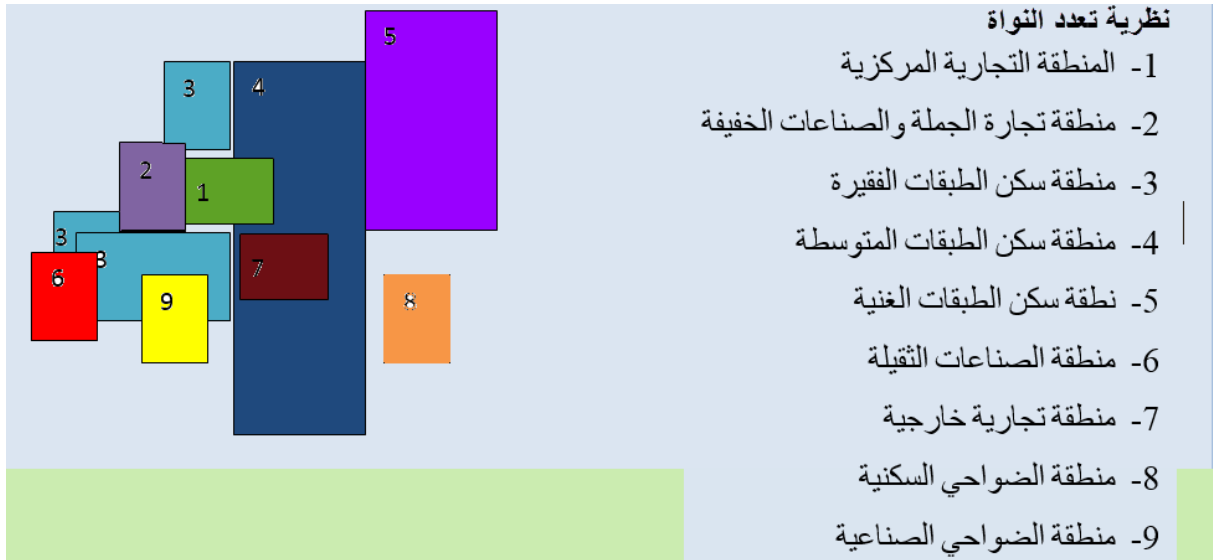 نظرية تعدد النواة
1- المنطقة التجارية المركزية
2- منطقة تجارة الجملة والصناعات الخفيفة
3- منطقة سكن الطبقات الفقيرة
4- منطقة سكن الطبقات المتوسطة
5- نطقة سكن الطبقات الغنية
6- منطقة الصناعات الثقيلة
7- منطقة تجارية خارجية
8- منطقة الضواحي السكنية
9- منطقة الضواحي الصناعية
5
3
4
2
1
3
3
6
7
9
8